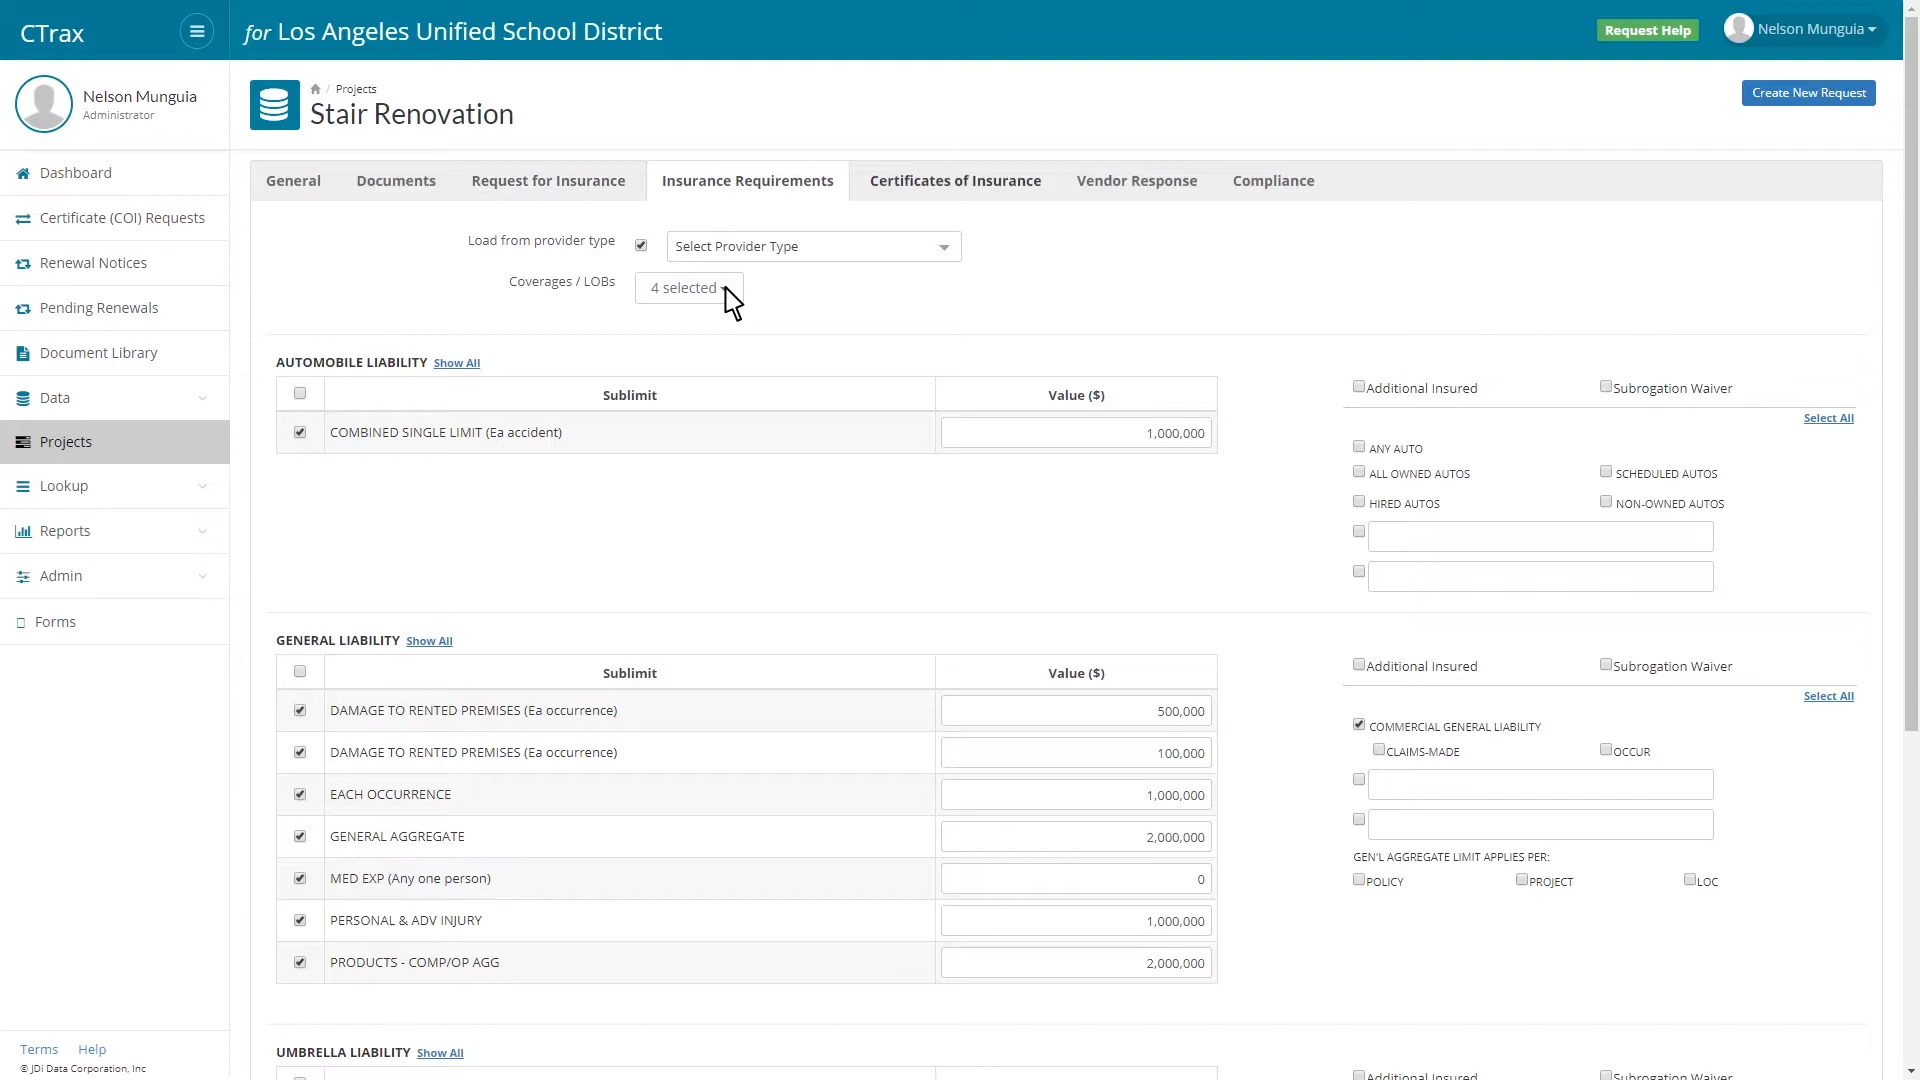 CTrax
for Los Angeles Unified School District
Request Help
Nelson Munguia
Nelson Munguia
Administrator
/ Projects
Stair Renovation
Create New Request
Dashboard
Certificate (COI) Requests
Renewal Notices
Pending Renewals
Document Library
Data
Projects
Lookup
Reports
Admin
Forms
Terms Help
© JDi Data Corporation, Inc
General Documents Request for Insurance Insurance Requirements Certificates of Insurance Vendor Response Compliance
Load from provider type Select Provider Type
Coverages / LOBs 4 selected
AUTOMOBILE LIABILITY Show All
Sublimit Value ($)
COMBINED SINGLE LIMIT (Ea accident) 1,000,000
Additional Insured Subrogation Waiver
Select All
ANY AUTO
ALL OWNED AUTOS SCHEDULED AUTOS
HIRED AUTOS NON-OWNED AUTOS
GENERAL LIABILITY Show All
Sublimit Value ($)
DAMAGE TO RENTED PREMISES (Ea occurrence) 500,000
DAMAGE TO RENTED PREMISES (Ea occurrence) 100,000
EACH OCCURRENCE 1,000,000
GENERAL AGGREGATE 2,000,000
MED EXP (Any one person) 0
PERSONAL & ADV INJURY 1,000,000
PRODUCTS - COMP/OP AGG 2,000,000
Additional Insured Subrogation Waiver
Select All
COMMERCIAL GENERAL LIABILITY
CLAIMS-MADE OCCUR
GEN'L AGGREGATE LIMIT APPLIES PER:
POLICY PROJECT LOC
UMBRELLA LIABILITY Show All
Additional Insured Subrogation Waiver